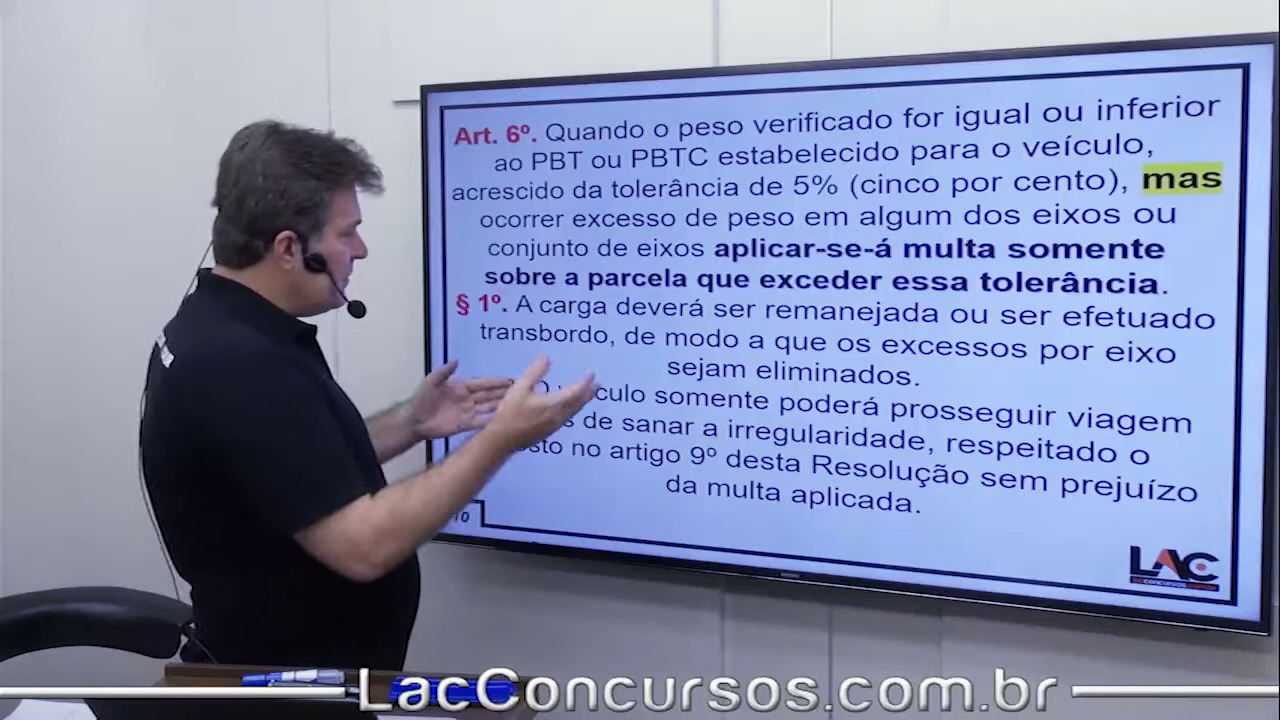 Art. 6º. Quando o peso verificado for igual ou inferior
ao PBT ou PBTC estabelecido para o veículo,
acrescido da tolerância de 5% (cinco por cento), mas
ocorrer excesso de peso em algum dos eixos ou
conjunto de eixos aplicar-se-á multa somente
sobre a parcela que exceder essa tolerância.
§ 1º. A carga deverá ser remanejada ou ser efetuado
transbordo, de modo a que os excessos por eixo
sejam eliminados.
somente poderá prosseguir viagem
de sanar a irregularidade, respeitado o
no artigo 9º desta Resolução sem prejuízo
da multa aplicada.
10
LAC
LacConcursos.com.br